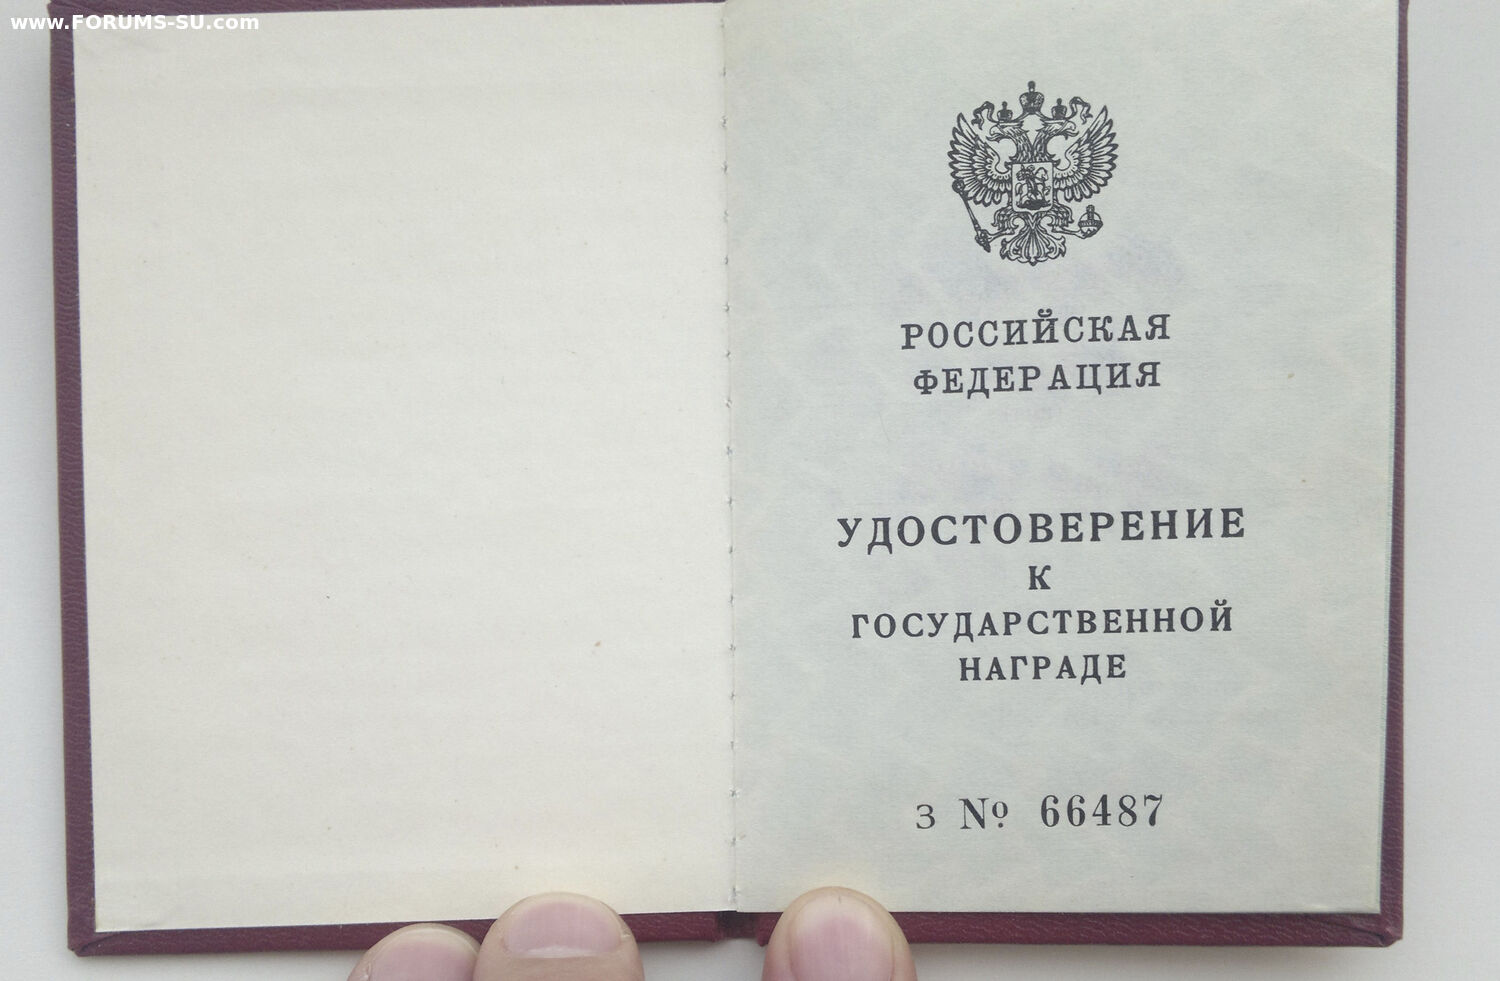 www.FORUMS-SU.com
РОССИЙСКАЯ
ФЕДЕРАЦИЯ
УДОСТОВЕРЕНИЕ
К
ГОСУДАРСТВЕННОЙ
НАГРАДЕ
З № 66487